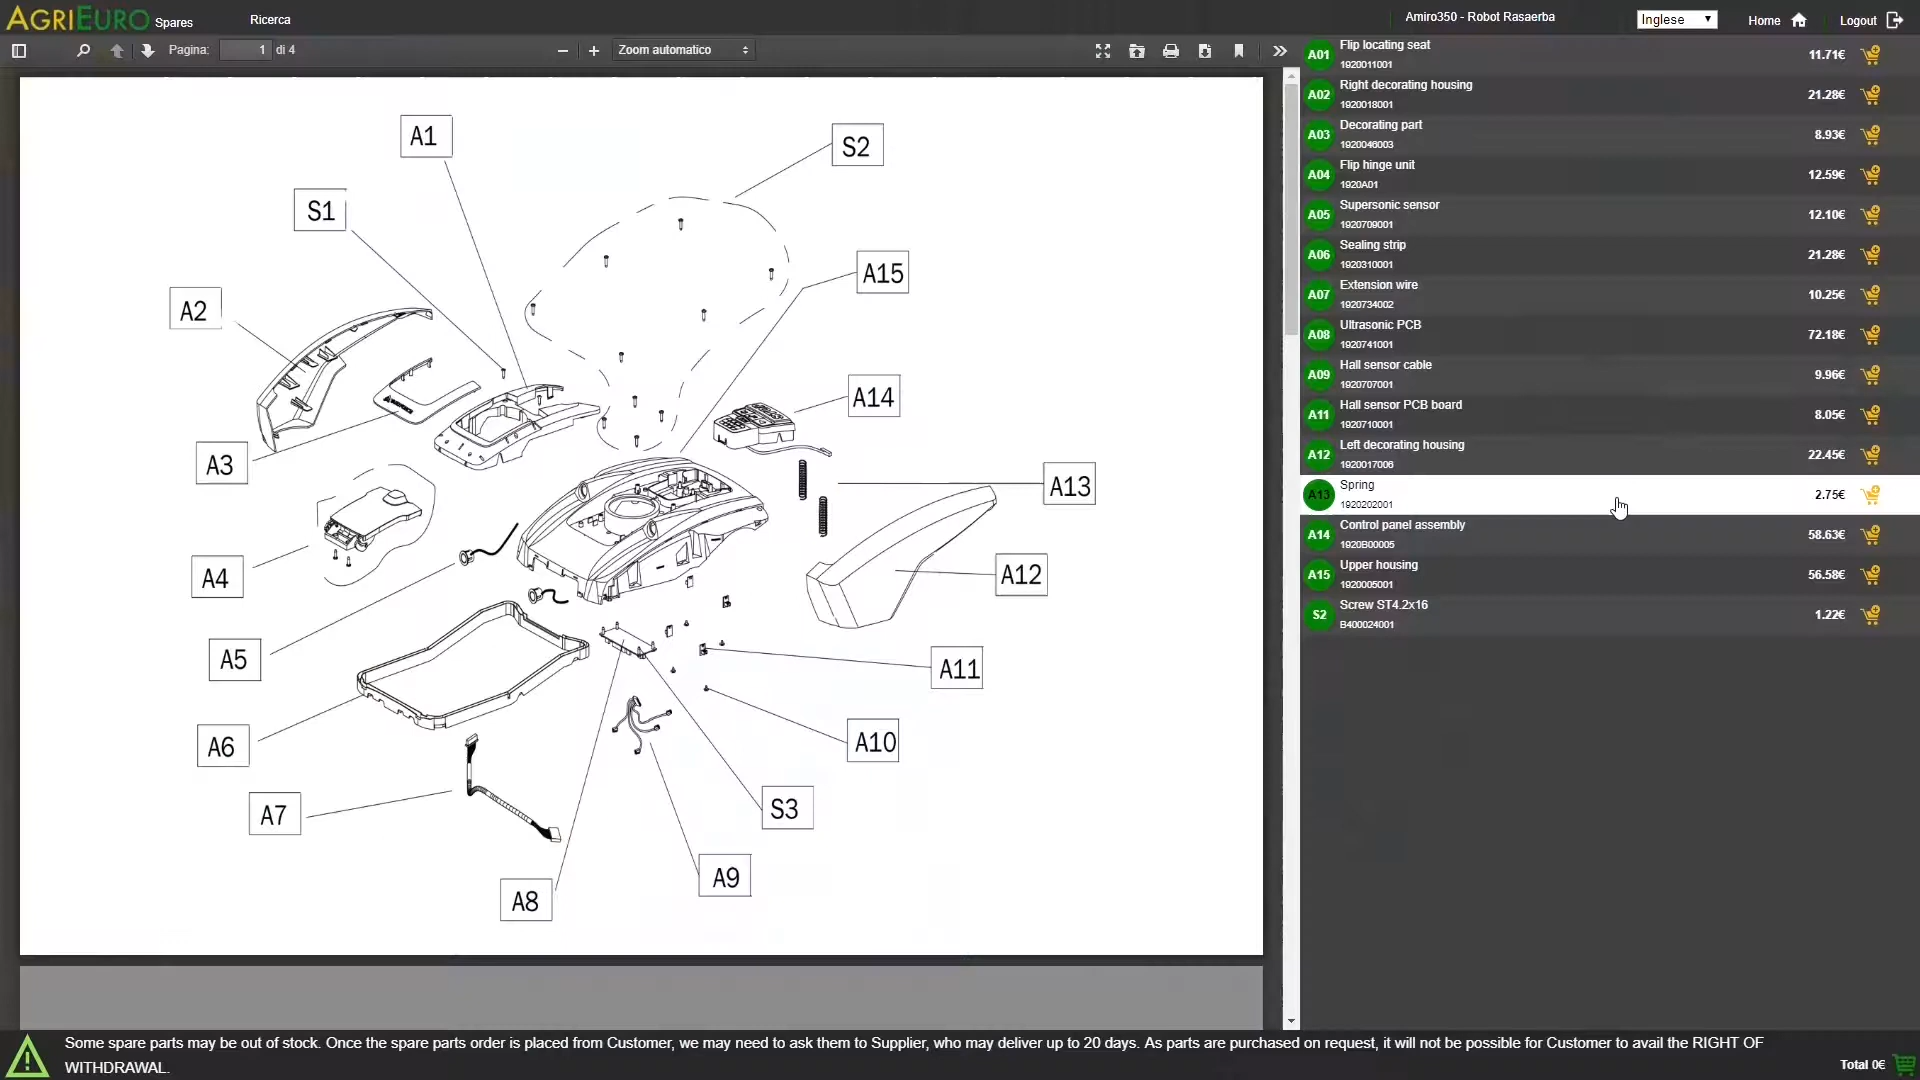 AGRIEURO Spares
Ricerca
Amiro350 - Robot Rasaerba
Inglese
Home
Logout
Pagina: 1 di 4
Zoom automatico
A1
S2
S1
A15
A2
A14
A3
A13
A4
A12
A5
A11
A6
A10
A7
S3
A9
A8
A01 Flip locating seat 11.71€
1920011001
A02 Right decorating housing 21.28€
1920018001
A03 Decorating part 8.93€
1920046003
A04 Flip hinge unit 12.59€
1920A01
A05 Supersonic sensor 12.10€
1920709001
A06 Sealing strip 21.28€
1920310001
A07 Extension wire 10.25€
1920734002
A08 Ultrasonic PCB 72.18€
1920741001
A09 Hall sensor cable 9.96€
1920707001
A11 Hall sensor PCB board 8.05€
1920710001
A12 Left decorating housing 22.45€
1920017006
A13 Spring 2.75€
1920202001
A14 Control panel assembly 58.63€
1920B00005
A15 Upper housing 56.58€
1920005001
S2 Screw ST4.2x16 1.22€
B400024001
Some spare parts may be out of stock. Once the spare parts order is placed from Customer, we may need to ask them to Supplier, who may deliver up to 20 days. As parts are purchased on request, it will not be possible for Customer to avail the RIGHT OF
WITHDRAWAL.
Total 0€